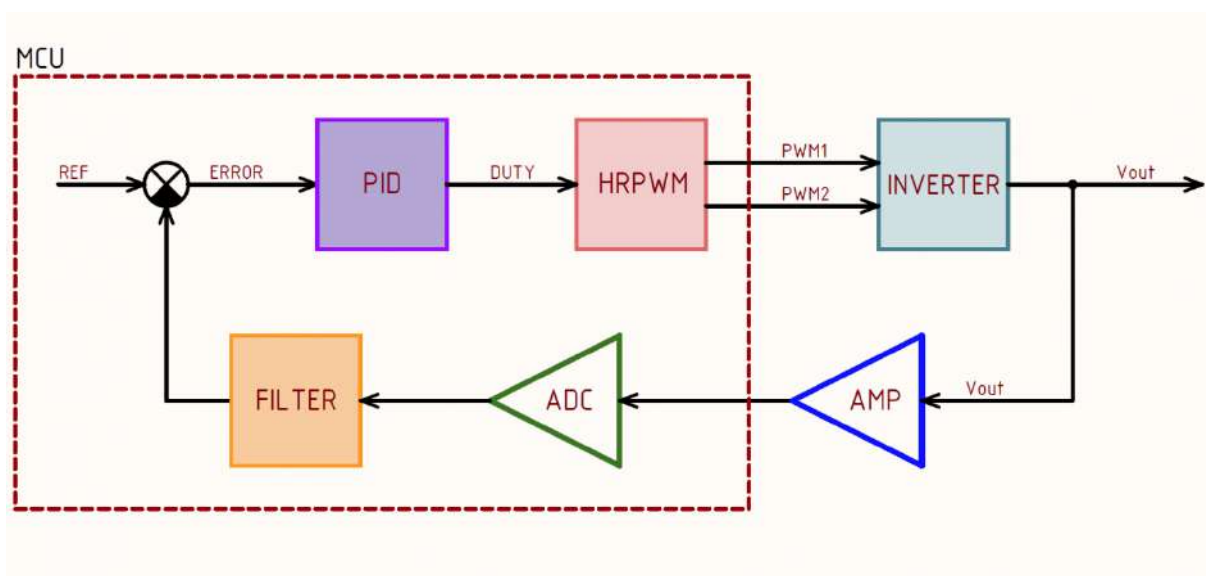 MCU
REF
ERROR
PID
DUTY
HRPWM
PWM1
PWM2
INVERTER
Vout
FILTER
ADC
AMP
Vout